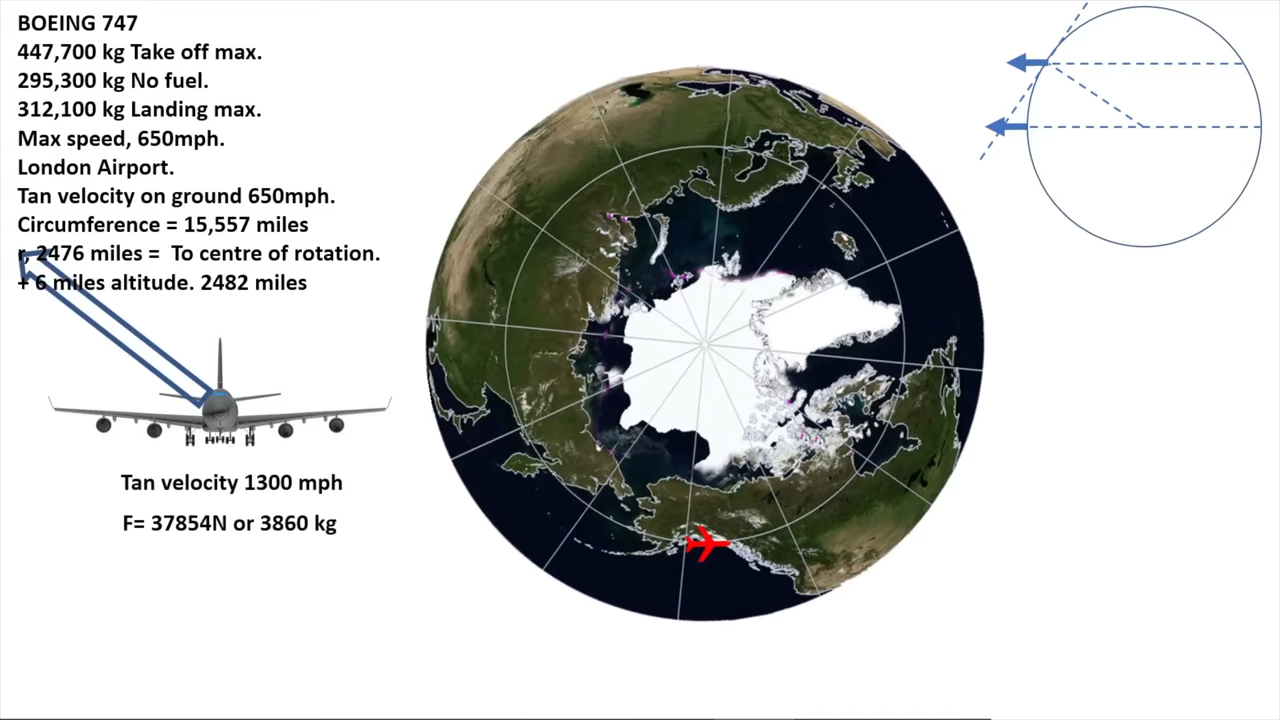 BOEING 747
447,700 kg Take off max.
295,300 kg No fuel.
312,100 kg Landing max.
Max speed, 650mph.
London Airport.
Tan velocity on ground 650mph.
Circumference = 15,557 miles
r, 2476 miles =  To centre of rotation.
+ 6 miles altitude. 2482 miles
Tan velocity 1300 mph
F= 37854N or 3860 kg